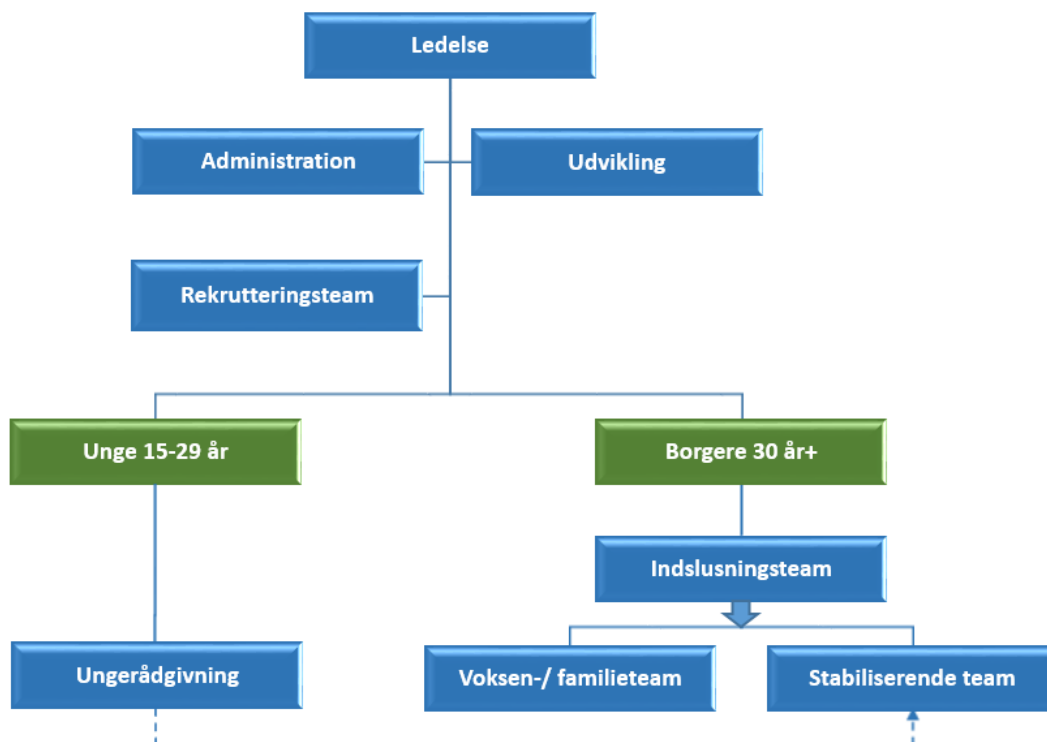 Ledelse
Administration
Udvikling
Rekrutteringsteam
Unge 15-29 år
Borgere 30 år+
Indslusningsteam
Ungerådgivning
Voksen-/ familieteam
Stabiliserende team